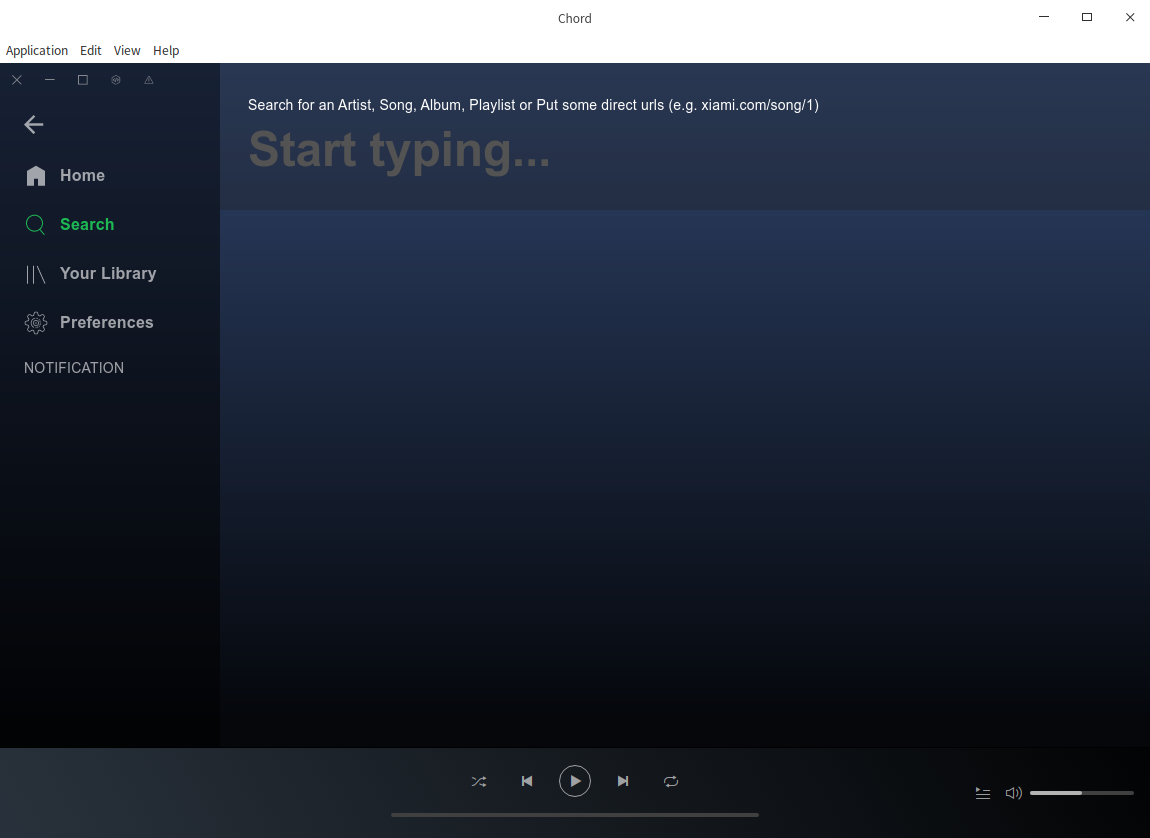 Chord
Application Edit View Help
Search for an Artist, Song, Album, Playlist or Put some direct urls (e.g. xiami.com/song/1)
Start typing...
Home
Search
Your Library
Preferences
NOTIFICATION